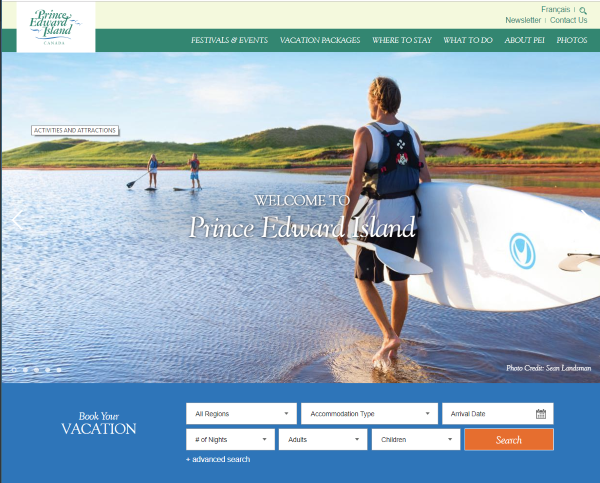 Prince
Edward
Island
CANADA
Français
Newsletter | Contact Us
FESTIVALS & EVENTS VACATION PACKAGES WHERE TO STAY WHAT TO DO ABOUT PEI PHOTOS
ACTIVITIES AND ATTRACTIONS
WELCOME TO
Prince Edward Island
Photo Credit: Sean Landsman
Book Your
VACATION
All Regions Accommodation Type Arrival Date
# of Nights Adults Children Search
+ advanced search